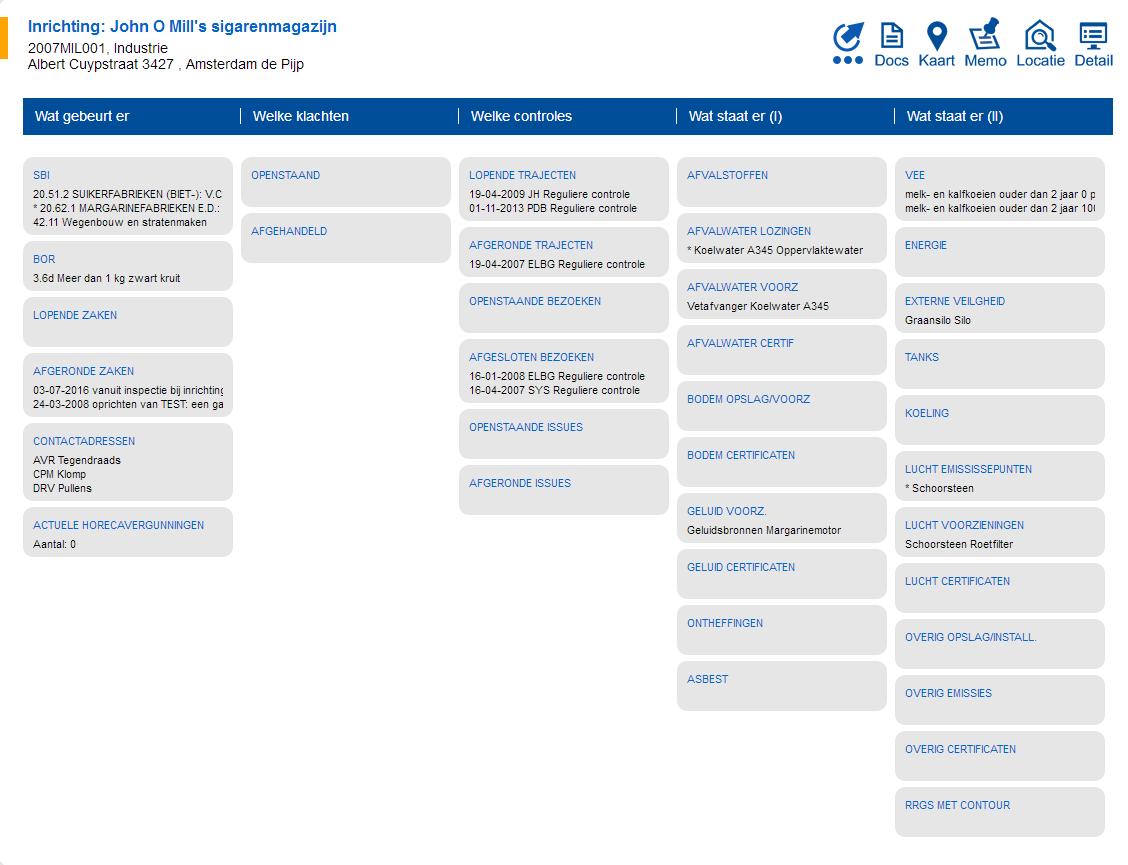 Inrichting: John O Mill's sigarenmagazijn
2007MIL001, Industrie
Albert Cuypstraat 3427 , Amsterdam de Pijp
Docs
Kaart
Memo
Locatie
Detail
Wat gebeurt er
Welke klachten
Welke controles
Wat staat er (I)
Wat staat er (II)
SBI
20.51.2 SUIKERFABRIEKEN (BIET-): V.C
* 20.62.1 MARGARINEFABRIEKEN E.D.:
42.11 Wegenbouw en stratenmaken
BOR
3.6d Meer dan 1 kg zwart kruit
LOPENDE ZAKEN
AFGERONDE ZAKEN
03-07-2016 vanuit inspectie bij inrichting
24-03-2008 oprichten van TEST: een ga
CONTACTADRESSEN
AVR Tegendraads
CPM Klomp
DRV Pullens
ACTUELE HORECAVERGUNNINGEN
Aantal: 0
OPENSTAAND
AFGEHANDELD
LOPENDE TRAJECTEN
19-04-2009 JH Reguliere controle
01-11-2013 PDB Reguliere controle
AFGERONDE TRAJECTEN
19-04-2007 ELBG Reguliere controle
OPENSTAANDE BEZOEKEN
AFGESLOTEN BEZOEKEN
16-01-2008 ELBG Reguliere controle
16-04-2007 SYS Reguliere controle
OPENSTAANDE ISSUES
AFGERONDE ISSUES
AFVALSTOFFEN
AFVALWATER LOZINGEN
* Koelwater A345 Oppervlaktewater
AFVALWATER VOORZ
Vetafvanger Koelwater A345
AFVALWATER CERTIF
BODEM OPSLAG/VOORZ
BODEM CERTIFICATEN
GELUID VOORZ.
Geluidsbronnen Margarinemotor
GELUID CERTIFICATEN
ONTHEFFINGEN
ASBEST
VEE
melk- en kalfkoeien ouder dan 2 jaar 0 p
melk- en kalfkoeien ouder dan 2 jaar 10
ENERGIE
EXTERNE VEILGHEID
Graansilo Silo
TANKS
KOELING
LUCHT EMISSISSEPUNTEN
* Schoorsteen
LUCHT VOORZIENINGEN
Schoorsteen Roetfilter
LUCHT CERTIFICATEN
OVERIG OPSLAG/INSTALL.
OVERIG EMISSIES
OVERIG CERTIFICATEN
RRGS MET CONTOUR